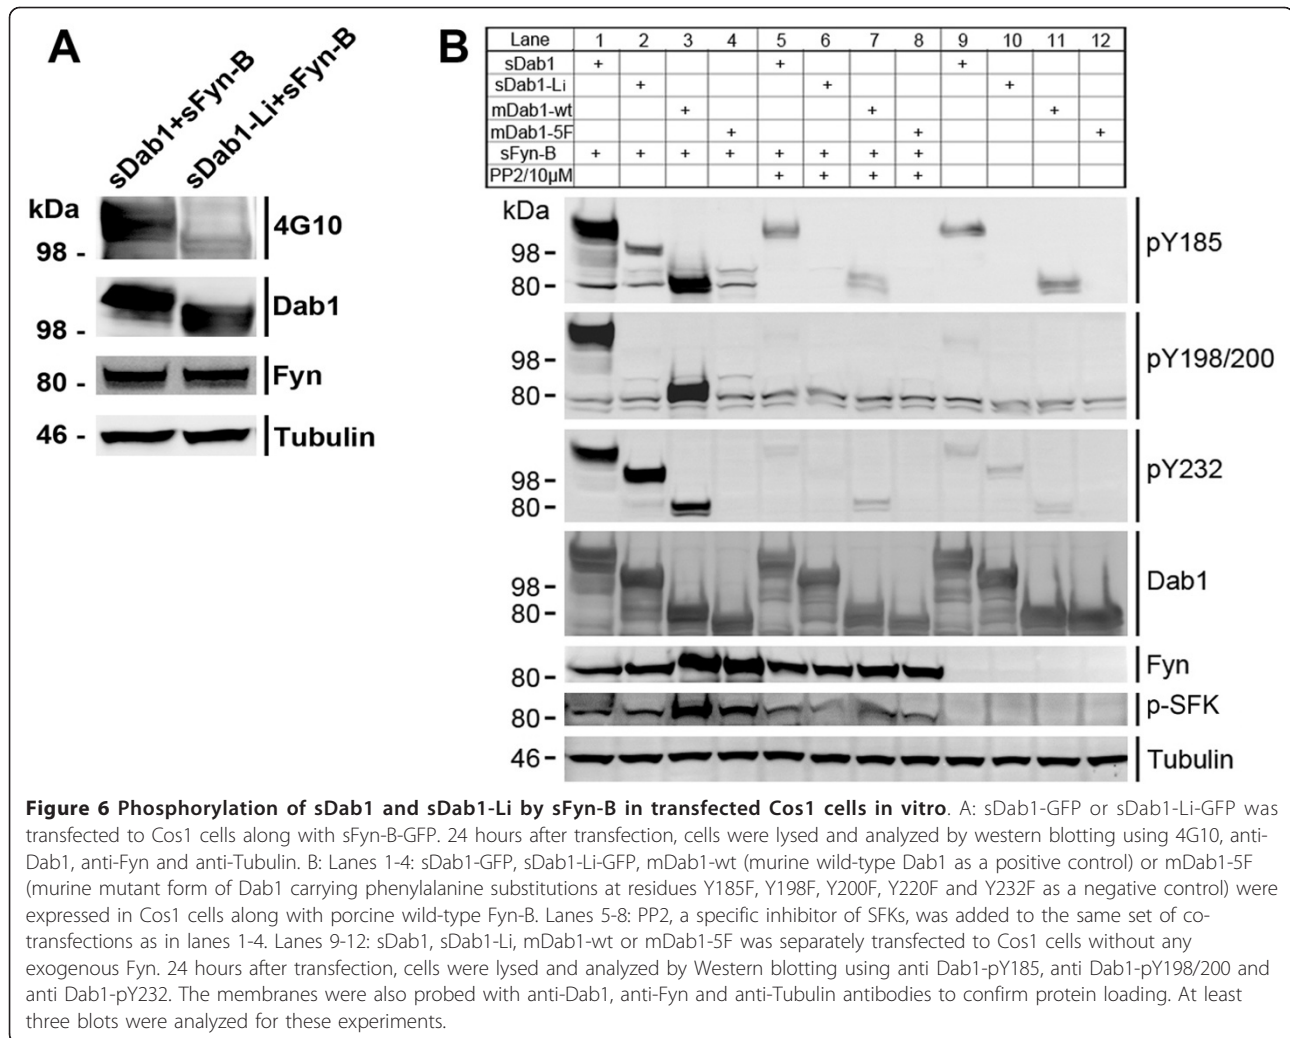 A
B
sDab1+sFyn-B
sDab1-Li+sFyn-B
kDa
98 -
4G10
98 -
Dab1
80 -
Fyn
46 -
Tubulin
Lane 1 2 3 4 5 6 7 8 9 10 11 12
sDab1 + + +
sDab1-Li + + +
mDab1-wt + + +
mDab1-5F + + +
sFyn-B + + + + + + + +
PP2/10μM + + + +
kDa
98 –
80 –
pY185
98 –
80 –
pY198/200
98 –
80 –
pY232
98 –
80 –
Dab1
80 –
Fyn
80 –
p-SFK
46 –
Tubulin
Figure 6 Phosphorylation of sDab1 and sDab1-Li by sFyn-B in transfected Cos1 cells in vitro. A: sDab1-GFP or sDab1-Li-GFP was
transfected to Cos1 cells along with sFyn-B-GFP. 24 hours after transfection, cells were lysed and analyzed by western blotting using 4G10, anti-
Dab1, anti-Fyn and anti-Tubulin. B: Lanes 1-4: sDab1-GFP, sDab1-Li-GFP, mDab1-wt (murine wild-type Dab1 as a positive control) or mDab1-5F
(murine mutant form of Dab1 carrying phenylalanine substitutions at residues Y185F, Y198F, Y200F, Y220F and Y232F as a negative control) were
expressed in Cos1 cells along with porcine wild-type Fyn-B. Lanes 5-8: PP2, a specific inhibitor of SFKs, was added to the same set of co-
transfections as in lanes 1-4. Lanes 9-12: sDab1, sDab1-Li, mDab1-wt or mDab1-5F was separately transfected to Cos1 cells without any
exogenous Fyn. 24 hours after transfection, cells were lysed and analyzed by Western blotting using anti Dab1-pY185, anti Dab1-pY198/200 and
anti Dab1-pY232. The membranes were also probed with anti-Dab1, anti-Fyn and anti-Tubulin antibodies to confirm protein loading. At least
three blots were analyzed for these experiments.